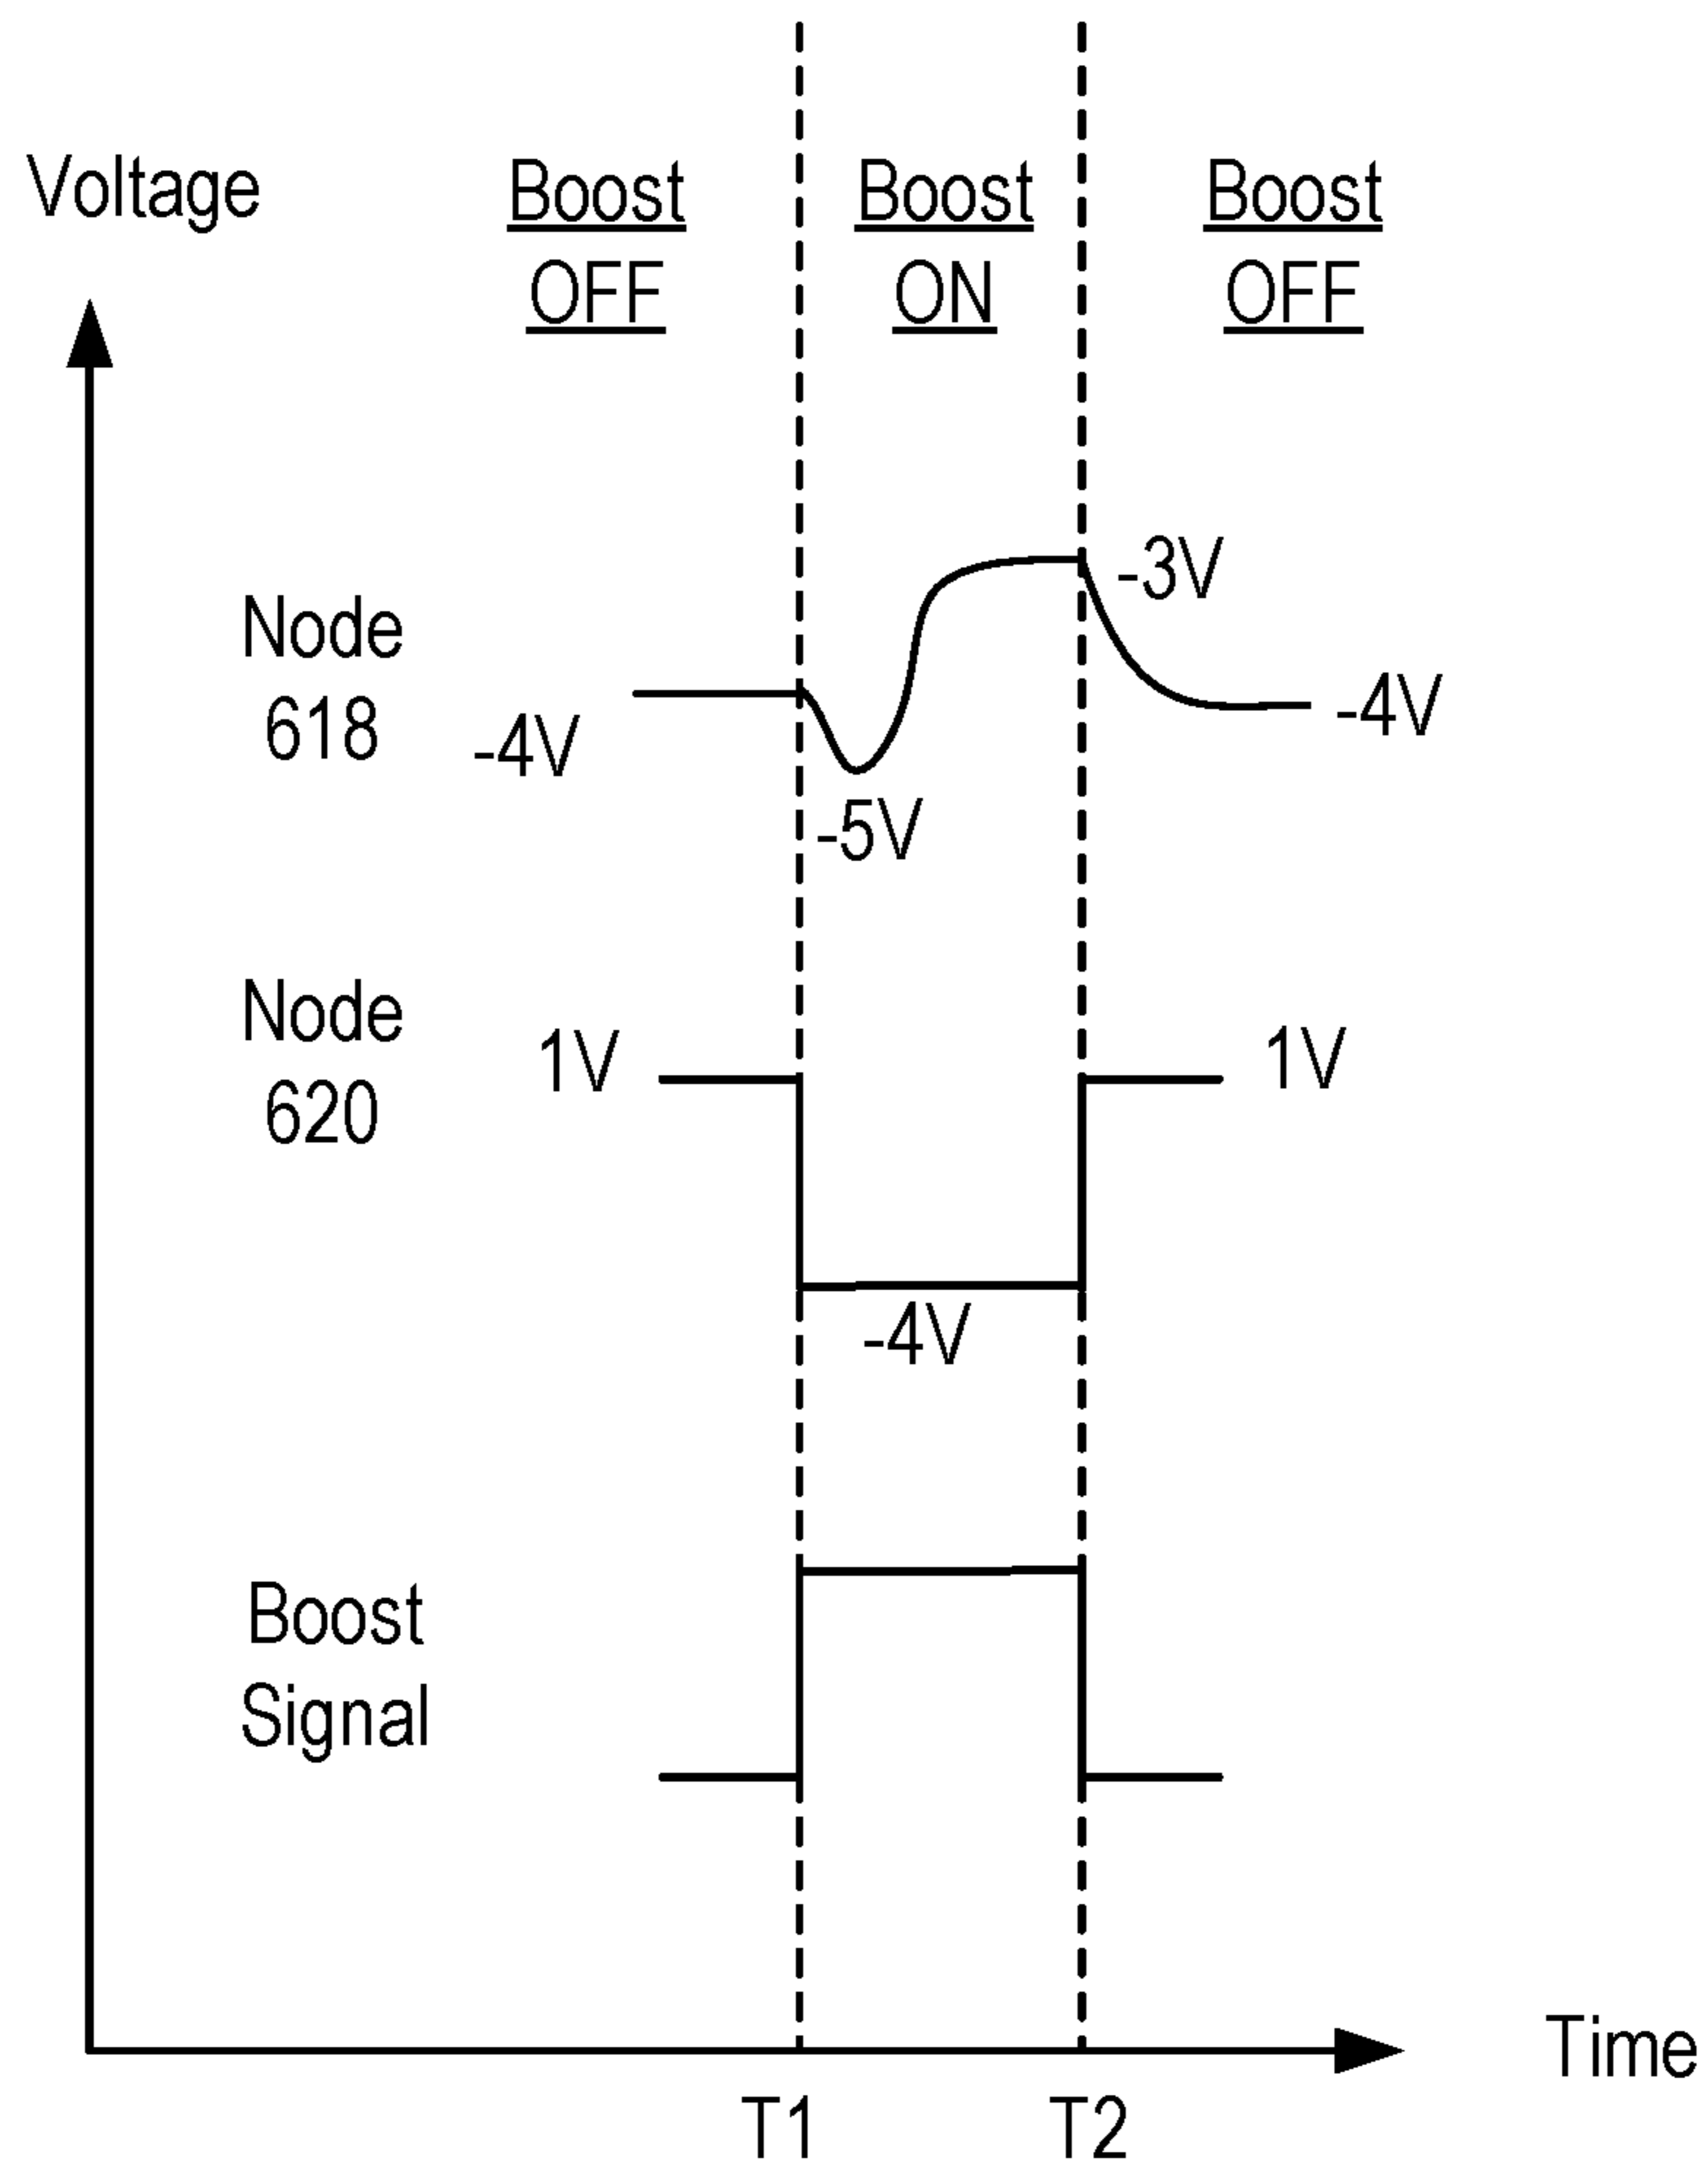 Voltage
Boost
OFF
Boost
ON
Boost
OFF
Node
618
-4V
-5V
-3V
-4V
Node
620
1V
-4V
1V
Boost
Signal
T1
T2
Time